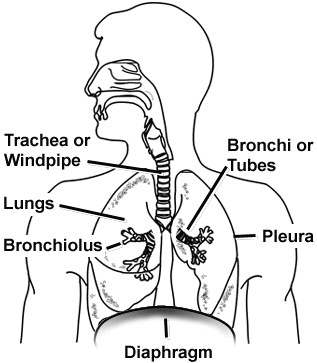 Trachea or
Windpipe
Bronchi or
Tubes
Lungs
Bronchiolus
Pleura
Diaphragm